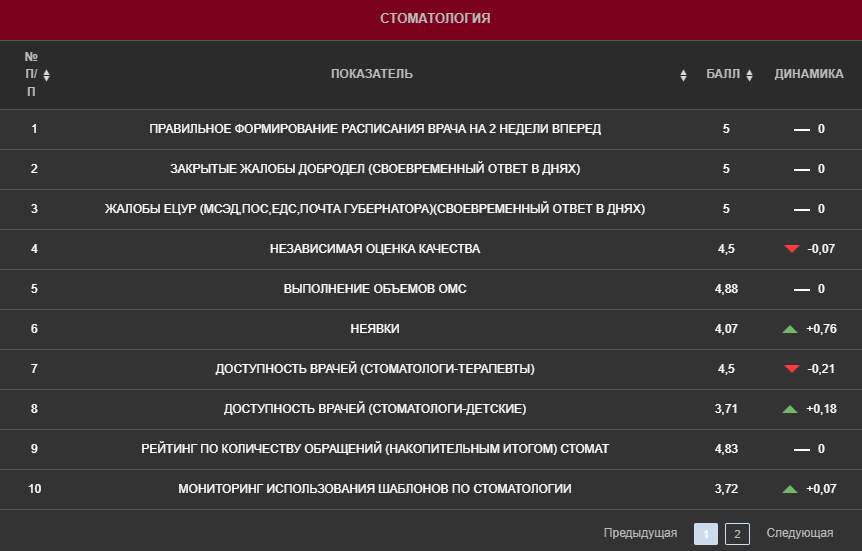 СТОМАТОЛОГИЯ
№
П/
П
ПОКАЗАТЕЛЬ
БАЛЛ
ДИНАМИКА
1 ПРАВИЛЬНОЕ ФОРМИРОВАНИЕ РАСПИСАНИЯ ВРАЧА НА 2 НЕДЕЛИ ВПЕРЕД 5 — 0
2 ЗАКРЫТЫЕ ЖАЛОБЫ ДОБРОДЕЛ (СВОЕВРЕМЕННЫЙ ОТВЕТ В ДНЯХ) 5 — 0
3 ЖАЛОБЫ ЕЦУР (МСЭД,ПОС,ЕДС,ПОЧТА ГУБЕРНАТОРА)(СВОЕВРЕМЕННЫЙ ОТВЕТ В ДНЯХ) 5 — 0
4 НЕЗАВИСИМАЯ ОЦЕНКА КАЧЕСТВА 4,5 -0,07
5 ВЫПОЛНЕНИЕ ОБЪЕМОВ ОМС 4,88 — 0
6 НЕЯВКИ 4,07 +0,76
7 ДОСТУПНОСТЬ ВРАЧЕЙ (СТОМАТОЛОГИ-ТЕРАПЕВТЫ) 4,5 -0,21
8 ДОСТУПНОСТЬ ВРАЧЕЙ (СТОМАТОЛОГИ-ДЕТСКИЕ) 3,71 +0,18
9 РЕЙТИНГ ПО КОЛИЧЕСТВУ ОБРАЩЕНИЙ (НАКОПИТЕЛЬНЫМ ИТОГОМ) СТОМАТ 4,83 — 0
10 МОНИТОРИНГ ИСПОЛЬЗОВАНИЯ ШАБЛОНОВ ПО СТОМАТОЛОГИИ 3,72 +0,07
Предыдущая 1 2 Следующая